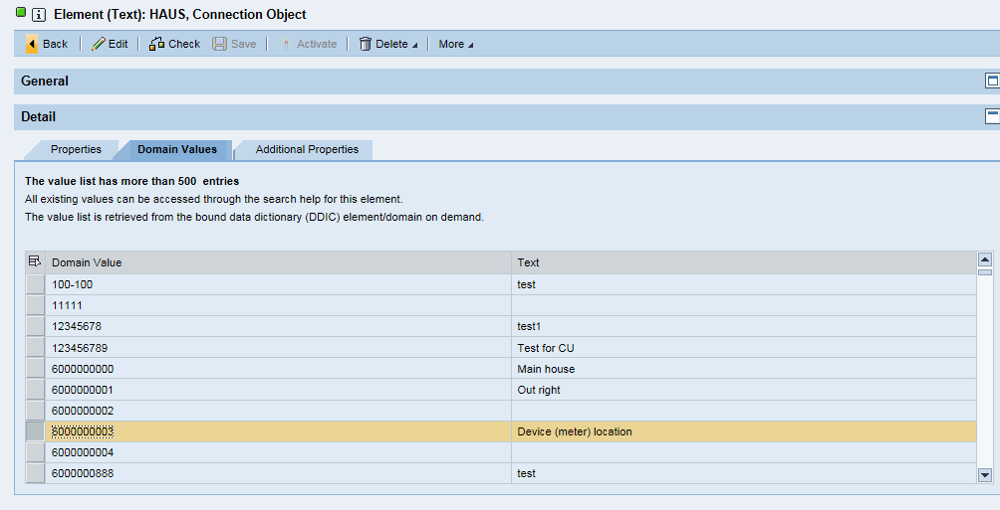 Element (Text): HAUS, Connection Object
Back Edit Check Save Activate Delete More
General
Detail
Properties Domain Values Additional Properties
The value list has more than 500 entries
All existing values can be accessed through the search help for this element.
The value list is retrieved from the bound data dictionary (DDIC) element/domain on demand.
Domain Value Text
100-100 test
11111
12345678 test1
123456789 Test for CU
6000000000 Main house
6000000001 Out right
6000000002
6000000003 Device (meter) location
6000000004
6000000888 test